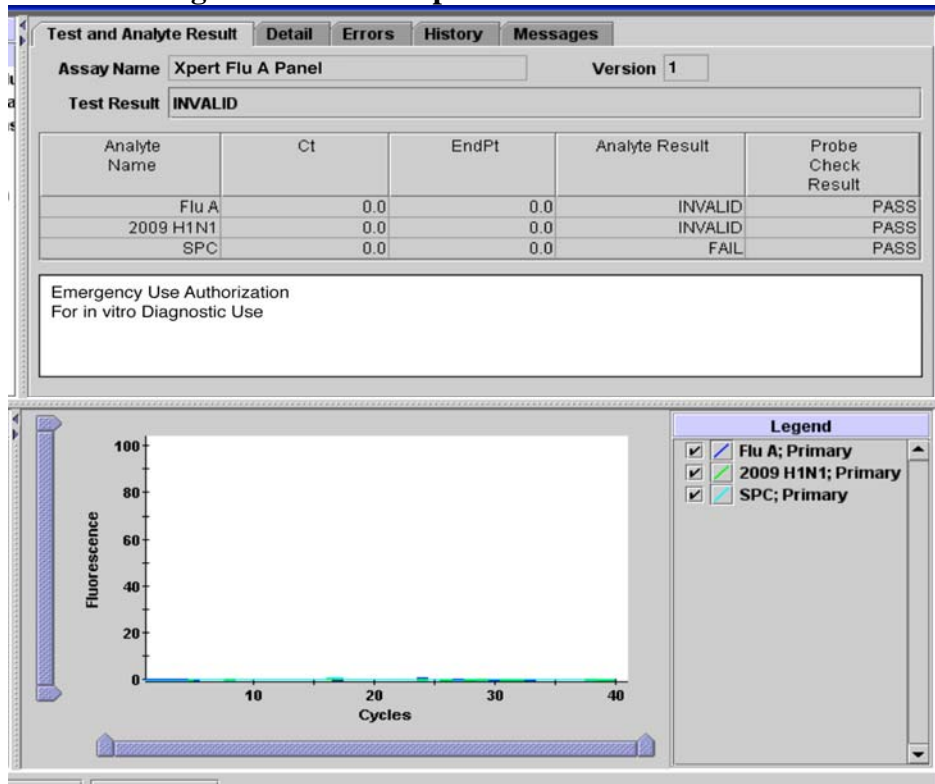 Test and Analyte Result Detail Errors History Messages
Assay Name Xpert Flu A Panel Version 1
Test Result INVALID
Analyte Name Ct EndPt Analyte Result Probe Check Result
Flu A 0.0 0.0 INVALID PASS
2009 H1N1 0.0 0.0 INVALID PASS
SPC 0.0 0.0 FAIL PASS
Emergency Use Authorization
For in vitro Diagnostic Use
Legend
Flu A; Primary
2009 H1N1; Primary
SPC; Primary
Fluorescence
100
80
60
40
20
0
10 20 30 40
Cycles